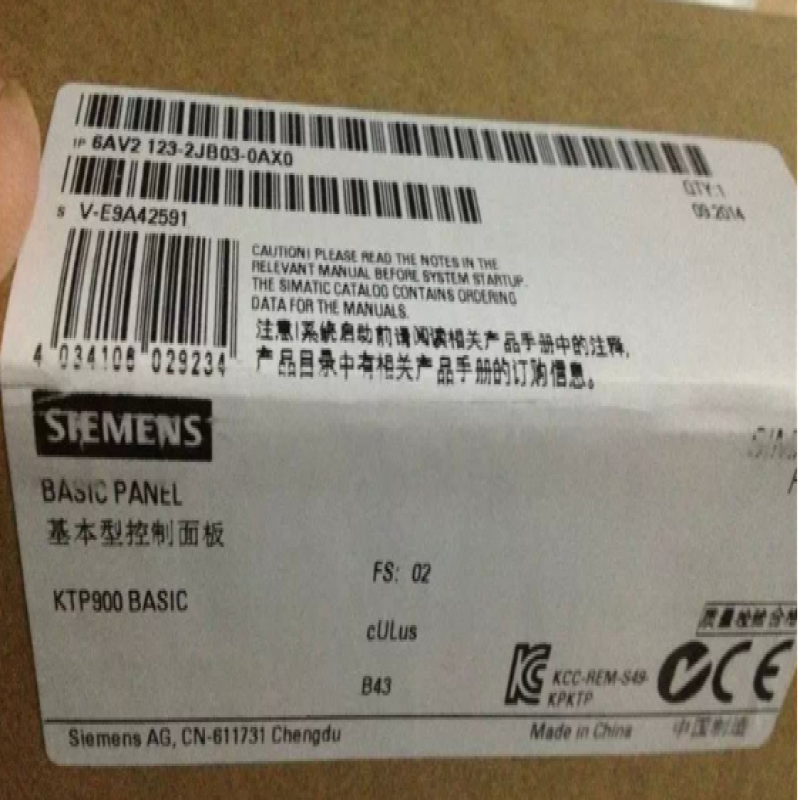 1P 6AV2 123-2JB03-0AX0
QTY:1
S V-E9A42591
09.2014
CAUTION! PLEASE READ THE NOTES IN THE
RELEVANT MANUAL BEFORE SYSTEM STARTUP.
THE SIMATIC CATALOG CONTAINS ORDERING
DATA FOR THE MANUALS.
注意!系统启动前请阅读相关产品手册中的注释,
产品目录中有相关产品手册的订购信息。
4 034106 029234
SIEMENS
BASIC PANEL
基本型控制面板
FS: 02
KTP900 BASIC
cULus
质量检验合格
B43
KCC-REM-S49-
KPKTP
CE
Siemens AG, CN-611731 Chengdu
Made in China
中国制造